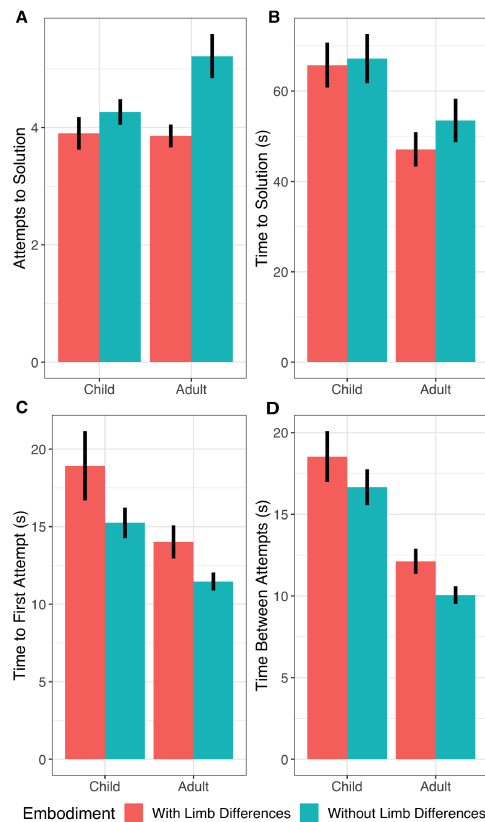 A
Attempts to Solution
4
2
0
Child Adult
B
Time to Solution (s)
60
40
20
0
Child Adult
C
Time to First Attempt (s)
20
15
10
5
0
Child Adult
D
Time Between Attempts (s)
20
15
10
5
0
Child Adult
Embodiment With Limb Differences Without Limb Differences